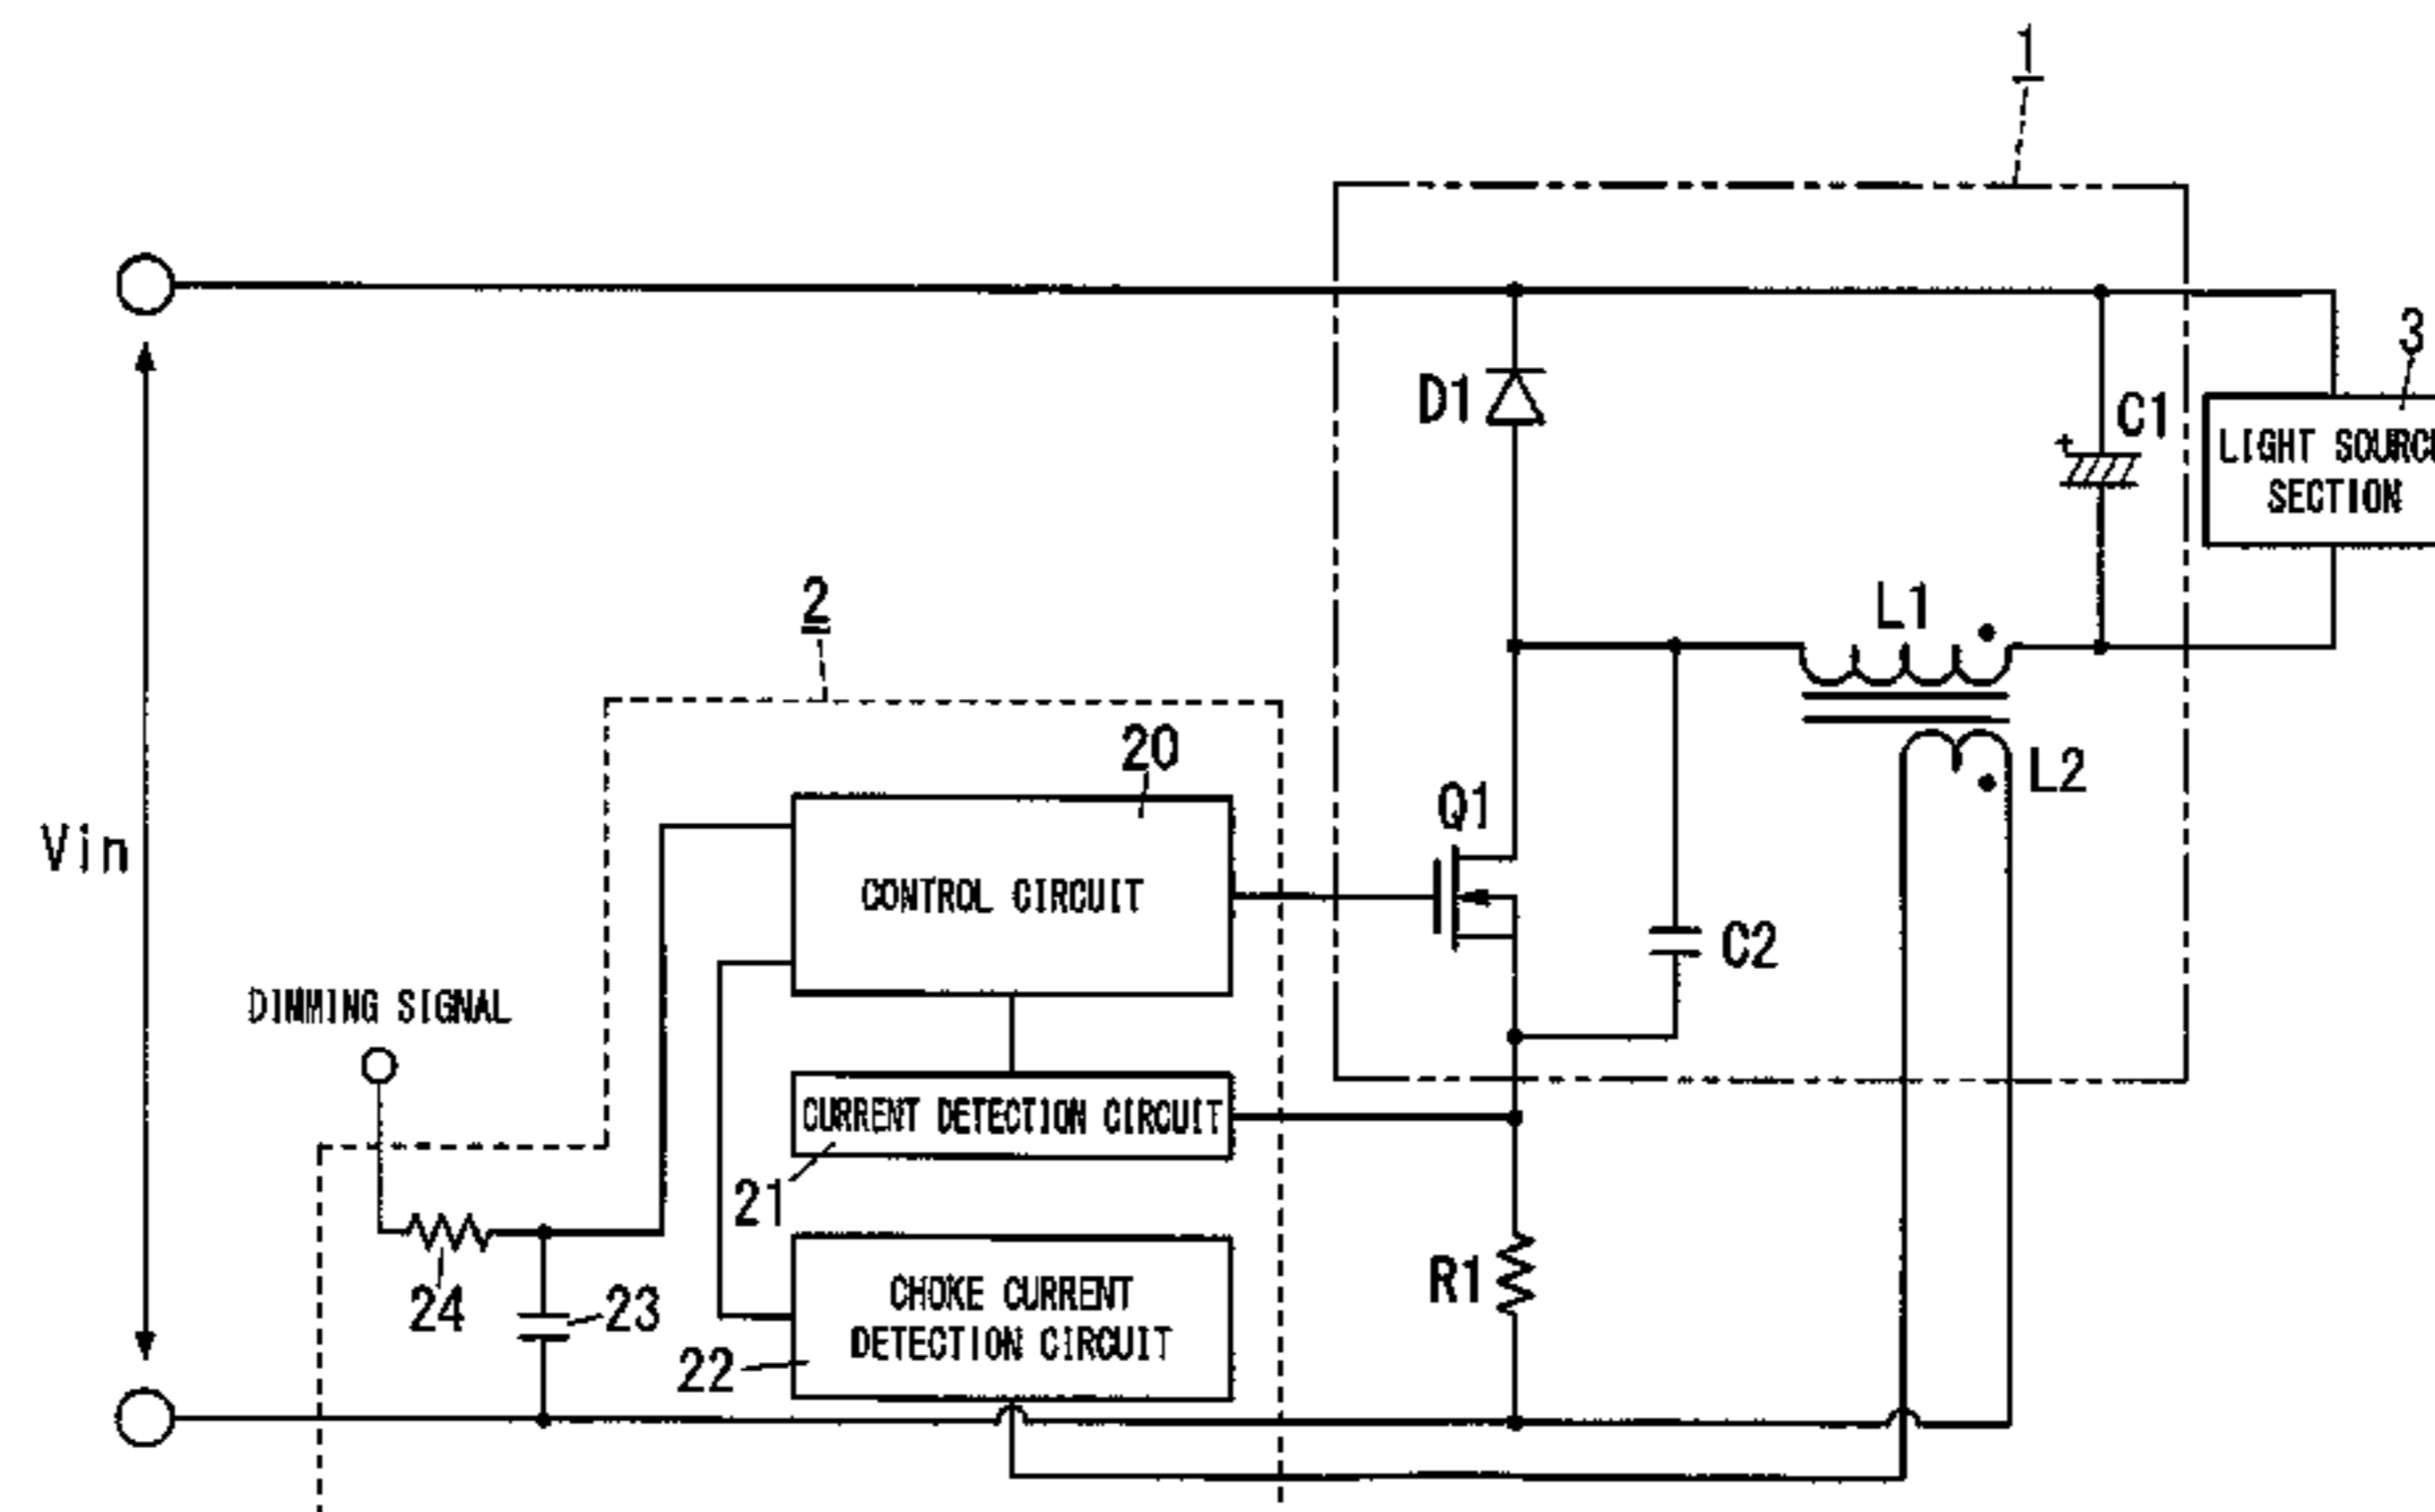 1
3
D1
C1
LIGHT SOURC
SECTION
L1
2
20
L2
Q1
Vin
CONTROL CIRCUIT
C2
DIMMING SIGNAL
CURRENT DETECTION CIRCUIT
21
R1
CHOKE CURRENT
DETECTION CIRCUIT
24
23
22